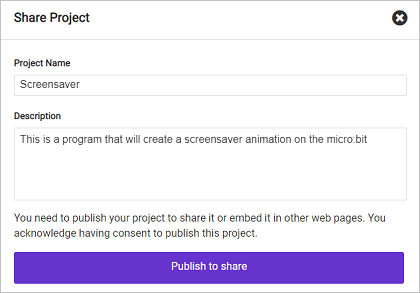 Share Project
Project Name
Screensaver
Description
This is a program that will create a screensaver animation on the micro:bit
You need to publish your project to share it or embed it in other web pages. You
acknowledge having consent to publish this project.
Publish to share